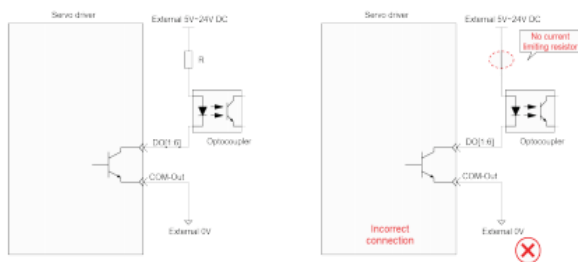 Servo driver
External 5V~24V DC
R
DO[1:6]
Optocoupler
COM-Out
External 0V
Servo driver
External 5V~24V DC
No current
limiting resistor
DO[1:6]
Optocoupler
COM-Out
Incorrect
connection
External 0V